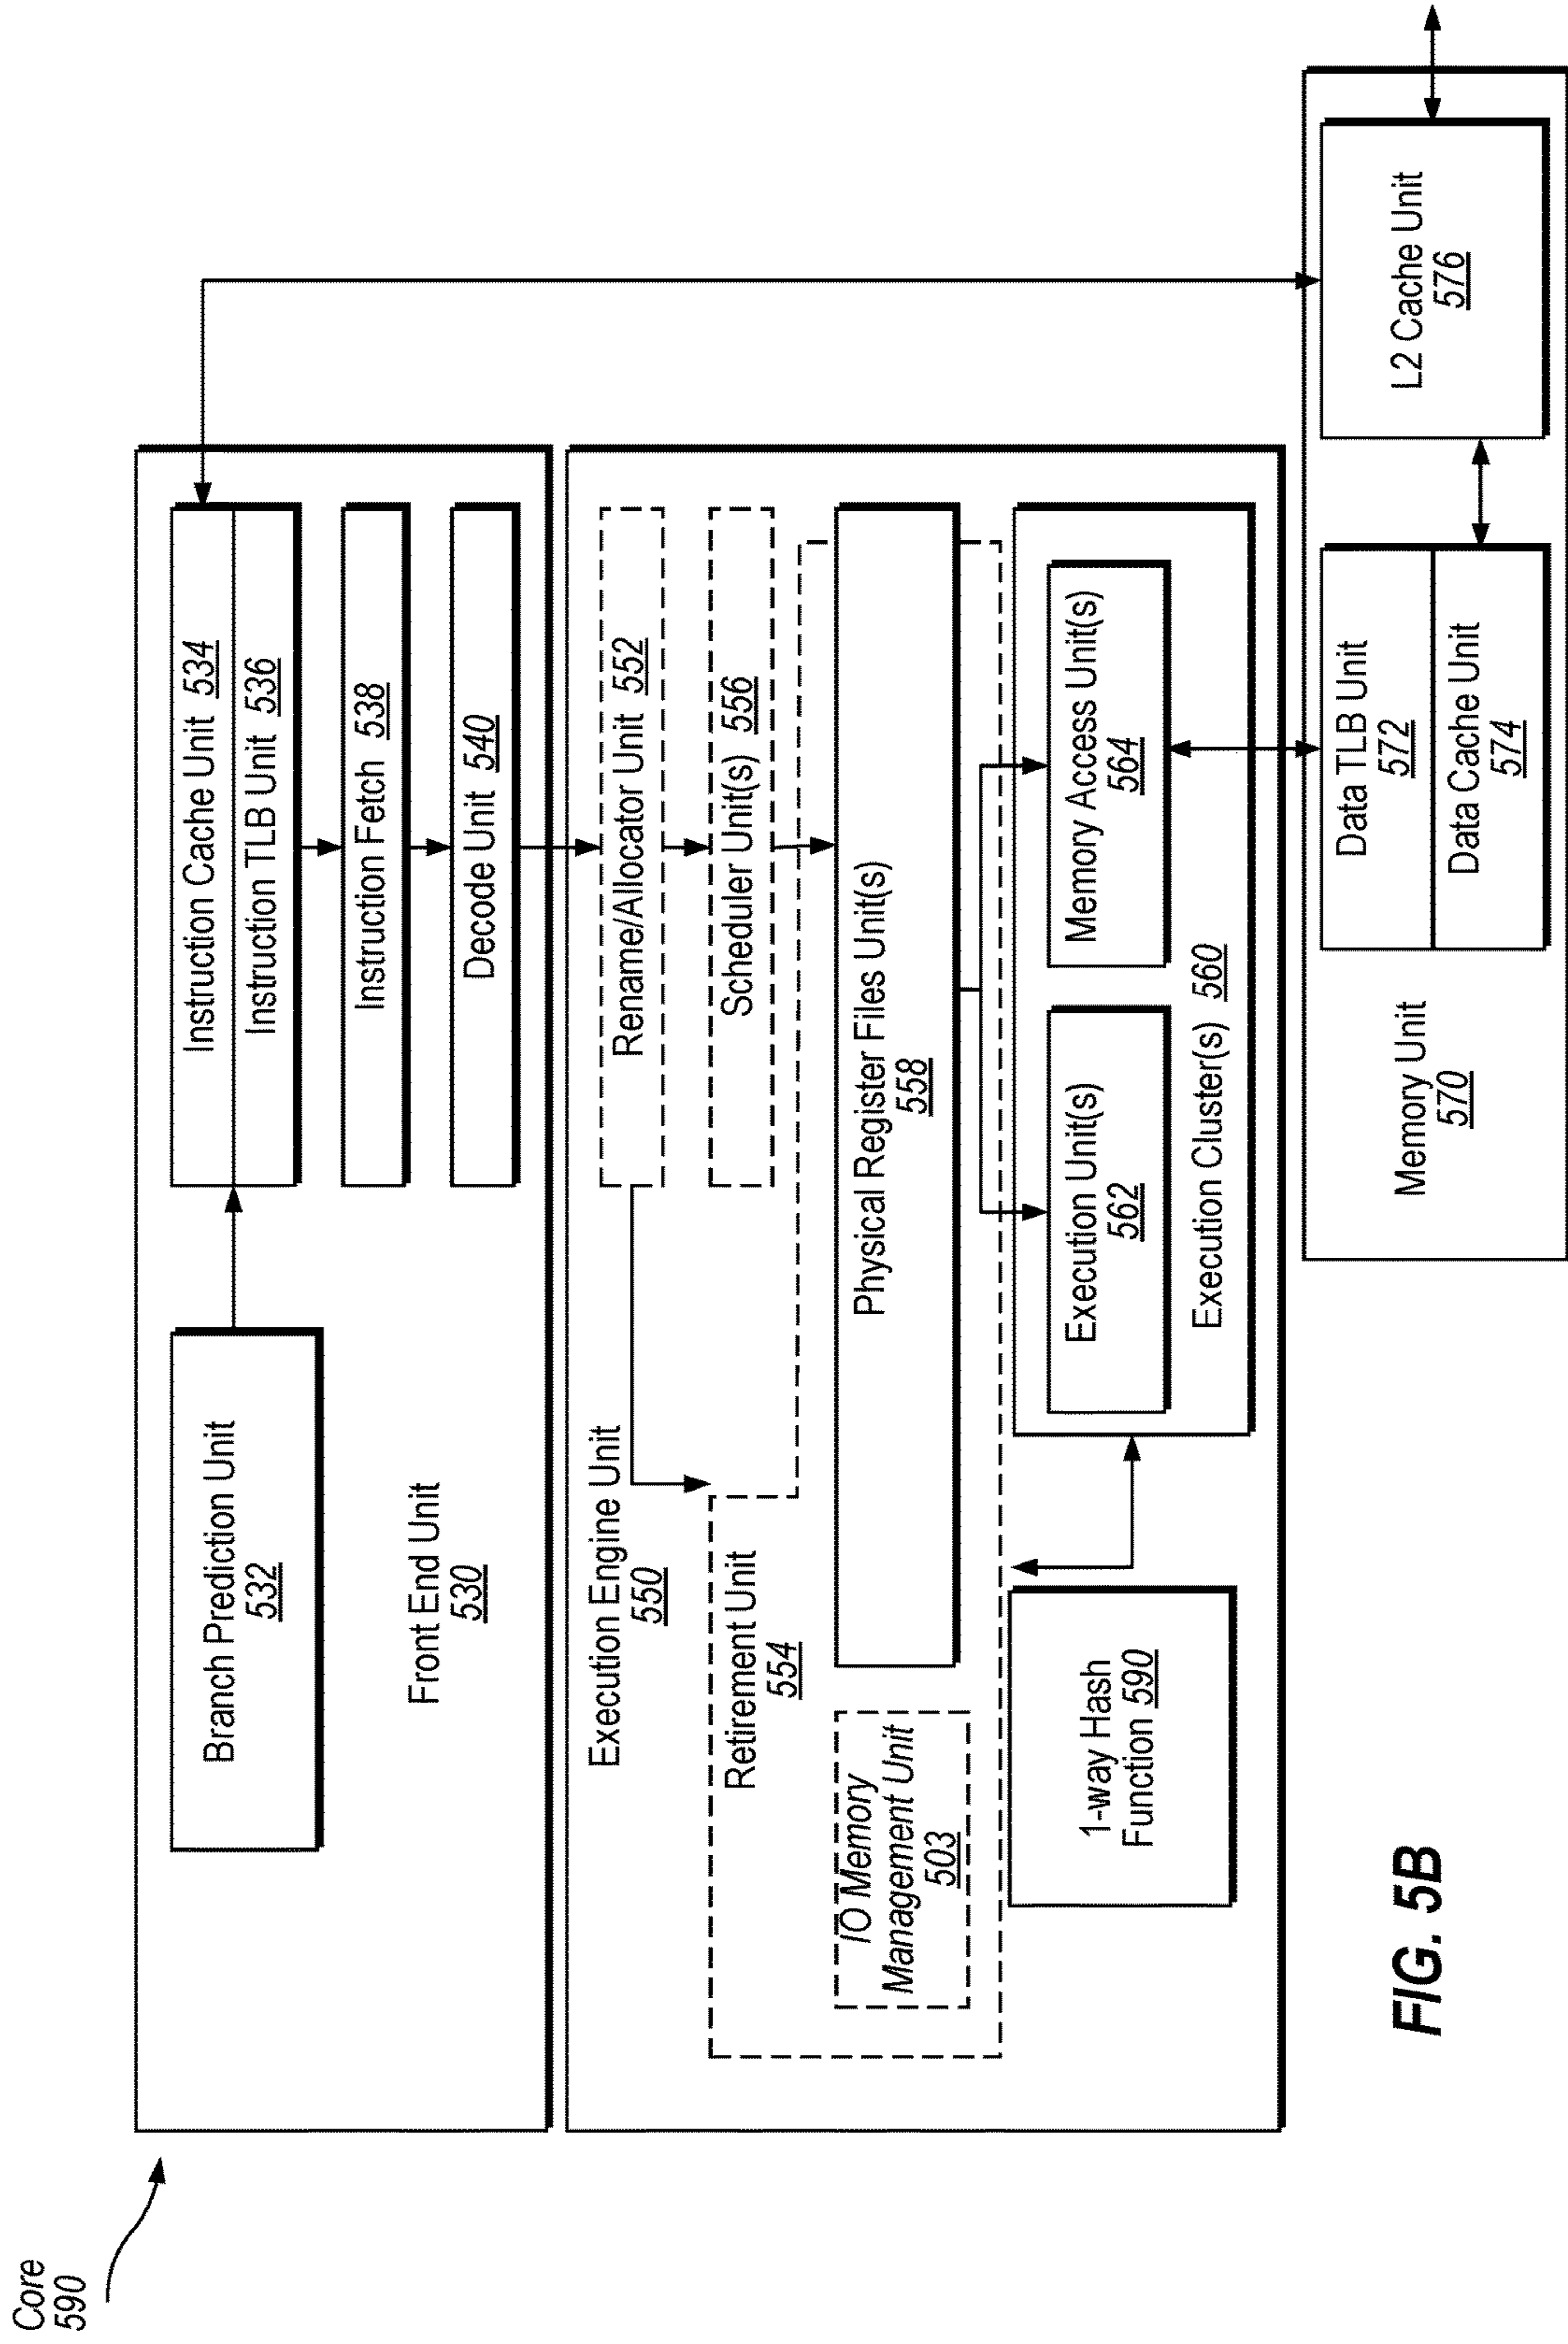 Core
590
Branch Prediction Unit
532
Front End Unit
530
Instruction Cache Unit 534
Instruction TLB Unit 536
Instruction Fetch 538
Decode Unit 540
Execution Engine Unit
550
Rename/Allocator Unit 552
Scheduler Unit(s) 556
Retirement Unit
554
Physical Register Files Unit(s)
558
IO Memory
Management Unit
503
1-way Hash
Function 590
Execution Unit(s)
562
Memory Access Unit(s)
564
Execution Cluster(s) 560
Memory Unit
570
Data TLB Unit
572
Data Cache Unit
574
L2 Cache Unit
576
FIG. 5B